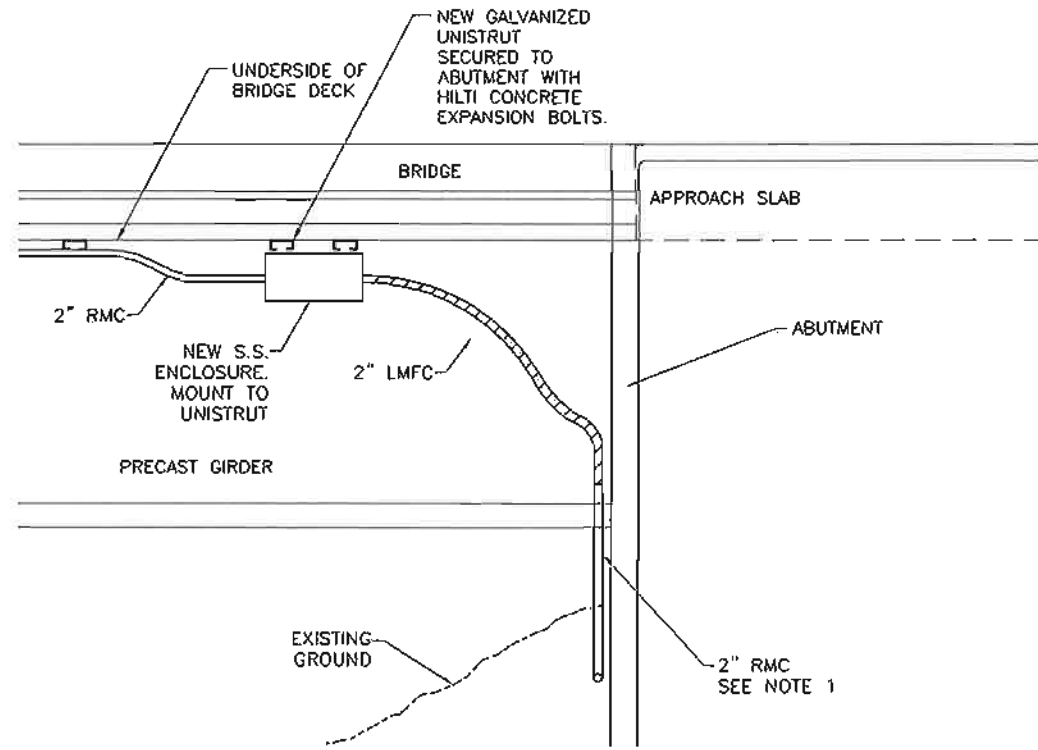 NEW GALVANIZED
UNISTRUT
SECURED TO
ABUTMENT WITH
HILTI CONCRETE
EXPANSION BOLTS.
UNDERSIDE OF
BRIDGE DECK
BRIDGE
APPROACH SLAB
2" RMC
NEW S.S.
ENCLOSURE.
MOUNT TO
UNISTRUT
2" LMFC
ABUTMENT
PRECAST GIRDER
EXISTING
GROUND
2" RMC
SEE NOTE 1